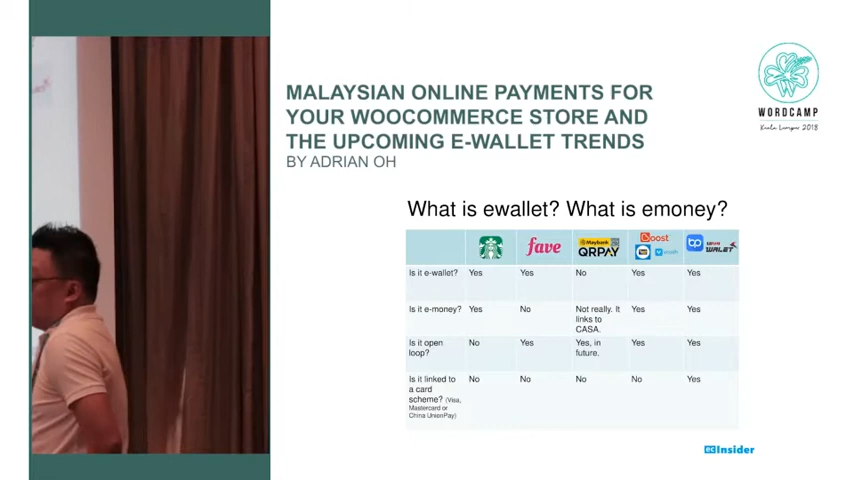 MALAYSIAN ONLINE PAYMENTS FOR
YOUR WOOCOMMERCE STORE AND
THE UPCOMING E-WALLET TRENDS
BY ADRIAN OH
WORDCAMP
Kuala Lumpur 2018
What is ewallet? What is emoney?
fave
Maybank
QRPAY
Boost
WALLET
Is it e-wallet? Yes Yes No Yes Yes
Is it e-money? Yes No Not really. It links to CASA. Yes Yes
Is it open loop? No Yes Yes, in future. Yes Yes
Is it linked to a card scheme? (Visa, Mastercard or China UnionPay) No No No No Yes
ecInsider